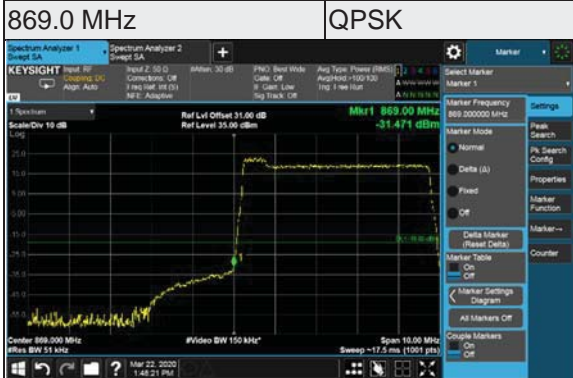 869.0 MHz QPSK
Spectrum Analyzer 1
Swept SA
Spectrum Analyzer 2
Swept SA
+
Marker
KEYSIGHT Input: RF
Coupling: DC
Align: Auto
Input Z: 50 Ω
Corrections: Off
Freq Ref: Int (S)
NFE: Adaptive
#Atten: 30 dB
PNO: Best Wide
Gate: Off
IF Gain: Low
Sig Track: Off
Avg Type: Power (RMS)
Avg|Hold:>100/100
Trig: Free Run
Select Marker
Marker 1
1 Spectrum
Scale/Div 10 dB
Log
Ref Lvl Offset 31.00 dB
Ref Level 35.00 dBm
Mkr1 869.00 MHz
-31.471 dBm
25.0
15.0
5.00
-5.00
-25.0
-35.0
-45.0
-55.0
Center 869.000 MHz
#Res BW 51 kHz
#Video BW 150 kHz*
Span 10.00 MHz
Sweep ~17.5 ms (1001 pts)
Marker Frequency
869.000000 MHz
Marker Mode
Normal
Delta (Δ)
Fixed
Off
Delta Marker
(Reset Delta)
Marker Table
On
Off
Marker Settings
Diagram
All Markers Off
Couple Markers
On
Off
Settings
Peak
Search
Pk Search
Config
Properties
Marker
Function
Marker→
Counter
Mar 22, 2020
1:48:21 PM